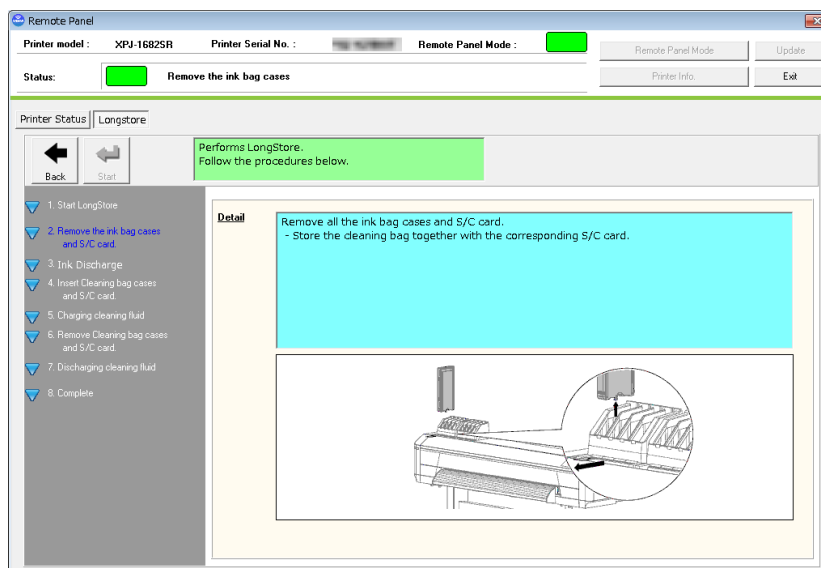 Remote Panel
Printer model : XPJ-1682SR Printer Serial No. : Remote Panel Mode : Remote Panel Mode Update
Status: Remove the ink bag cases Printer Info. Exit
Printer Status Longstore
Back Start
Performs LongStore.
Follow the procedures below.
1. Start LongStore
2. Remove the ink bag cases
and S/C card.
3. Ink Discharge
4. Insert Cleaning bag cases
and S/C card.
5. Charging cleaning fluid
6. Remove Cleaning bag cases
and S/C card.
7. Discharging cleaning fluid
8. Complete
Detail
Remove all the ink bag cases and S/C card.
- Store the cleaning bag together with the corresponding S/C card.